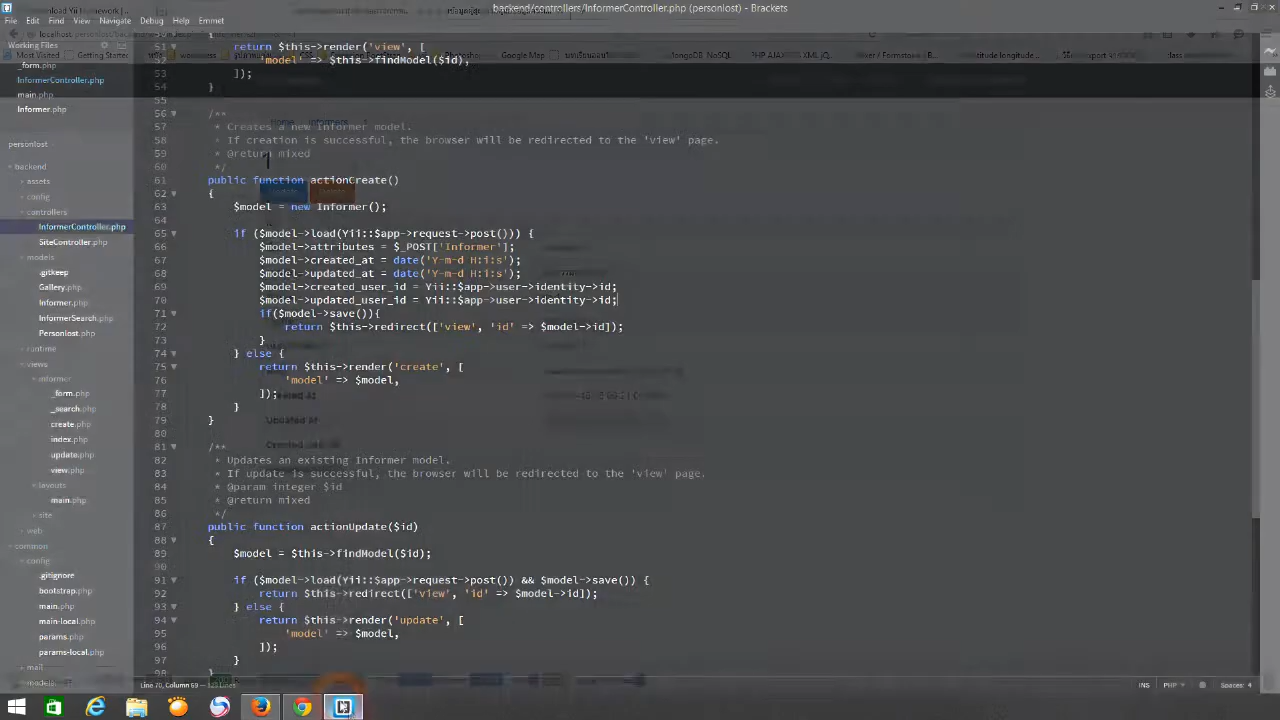 backend/controllers/InformerController.php (personlost) - Brackets
File Edit Find View Navigate Debug Help Emmet
Working Files
_form.php
InformerController.php
main.php
Informer.php
personlost
backend
assets
config
controllers
InformerController.php
SiteController.php
models
.gitkeep
Gallery.php
Informer.php
InformerSearch.php
Personlost.php
runtime
views
informer
_form.php
_search.php
create.php
index.php
update.php
view.php
layouts
main.php
site
web
common
config
.gitignore
bootstrap.php
main.php
main-local.php
params.php
params-local.php
mail
models
51 return $this->render('view', [
52 'model' => $this->findModel($id),
53 ]);
54 }
55
56 /**
57 * Creates a new Informer model.
58 * If creation is successful, the browser will be redirected to the 'view' page.
59 * @return mixed
60 */
61 public function actionCreate()
62 {
63 $model = new Informer();
64
65 if ($model->load(Yii::$app->request->post())) {
66 $model->attributes = $_POST['Informer'];
67 $model->created_at = date('Y-m-d H:i:s');
68 $model->updated_at = date('Y-m-d H:i:s');
69 $model->created_user_id = Yii::$app->user->identity->id;
70 $model->updated_user_id = Yii::$app->user->identity->id;
71 if($model->save()){
72 return $this->redirect(['view', 'id' => $model->id]);
73 }
74 } else {
75 return $this->render('create', [
76 'model' => $model,
77 ]);
78 }
79 }
80
81 /**
82 * Updates an existing Informer model.
83 * If update is successful, the browser will be redirected to the 'view' page.
84 * @param integer $id
85 * @return mixed
86 */
87 public function actionUpdate($id)
88 {
89 $model = $this->findModel($id);
90
91 if ($model->load(Yii::$app->request->post()) && $model->save()) {
92 return $this->redirect(['view', 'id' => $model->id]);
93 } else {
94 return $this->render('update', [
95 'model' => $model,
96 ]);
97 }
98 }
Home Informers
Updated At
Line 70, Column 69 — 125 Lines
INS PHP Spaces: 4